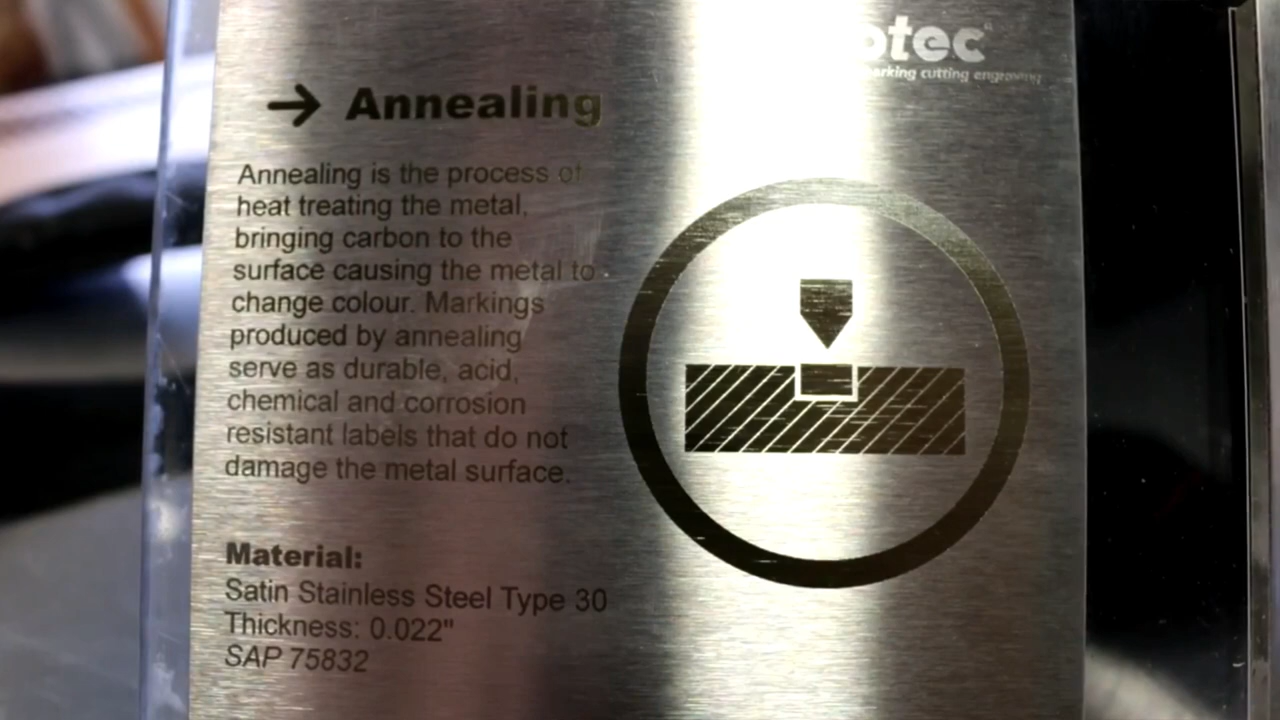 otec
marking cutting engraving
→ Annealing
Annealing is the process of
heat treating the metal,
bringing carbon to the
surface causing the metal to
change colour. Markings
produced by annealing
serve as durable, acid,
chemical and corrosion
resistant labels that do not
damage the metal surface.
Material:
Satin Stainless Steel Type 30
Thickness: 0.022"
SAP 75832